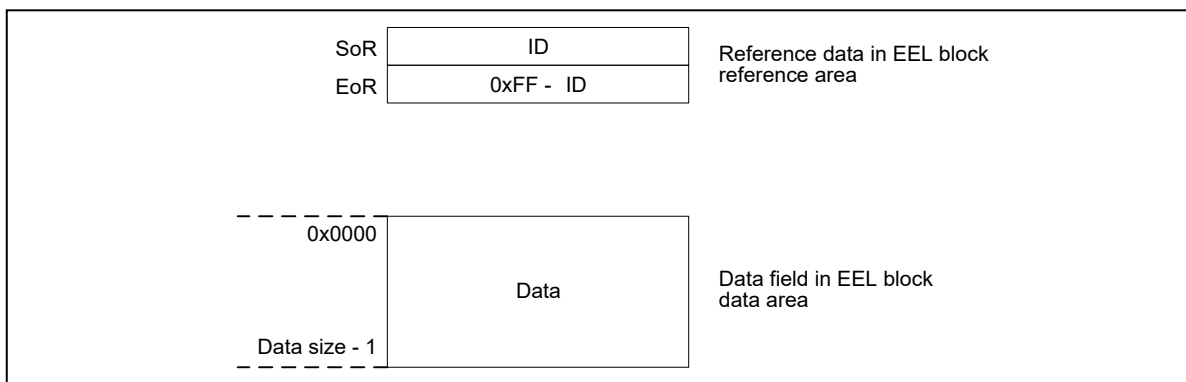 SoR ID
Reference data in EEL block
reference area
EoR 0xFF - ID
0x0000
Data
Data field in EEL block
data area
Data size - 1